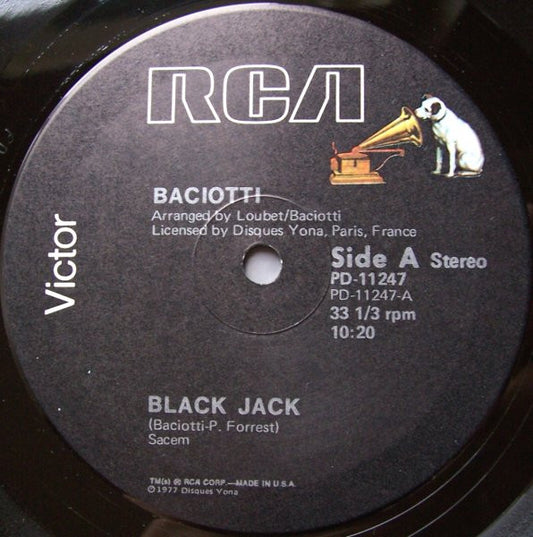 RCA
Victor
BACIOTTI
Arranged by Loubet/Baciotti
Licensed by Disques Yona, Paris, France
Side A Stereo
PD-11247
PD-11247-A
33 1/3 rpm
10:20
BLACK JACK
(Baciotti-P. Forrest)
Sacem
TM(s) ® RCA CORP.—MADE IN U.S.A.
℗ 1977 Disques Yona